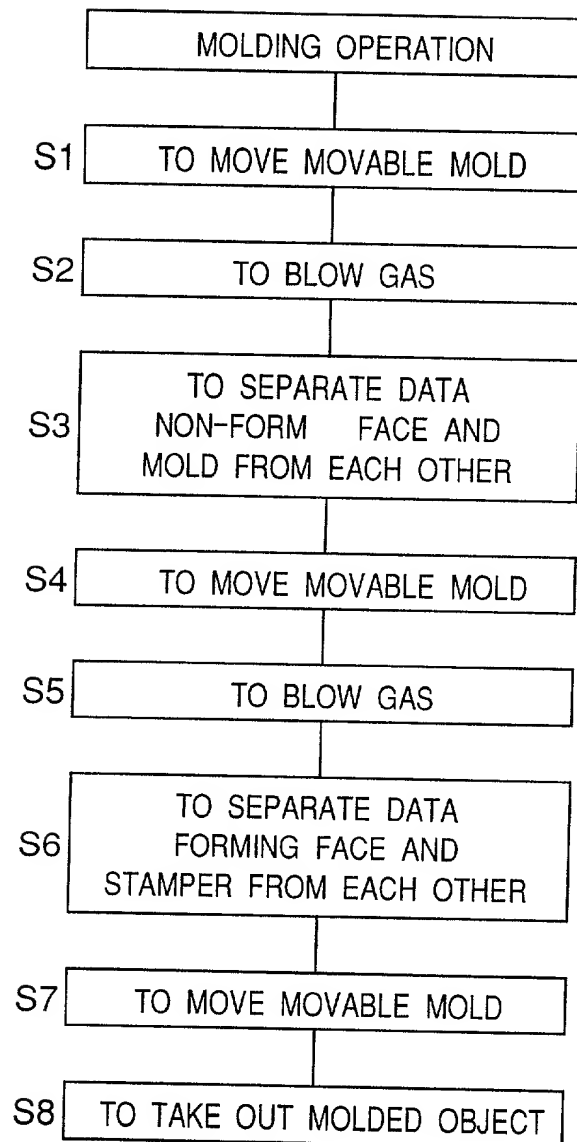 MOLDING OPERATION
S1 TO MOVE MOVABLE MOLD
S2 TO BLOW GAS
TO SEPARATE DATA
S3 NON-FORM FACE AND
MOLD FROM EACH OTHER
S4 TO MOVE MOVABLE MOLD
S5 TO BLOW GAS
TO SEPARATE DATA
S6 FORMING FACE AND
STAMPER FROM EACH OTHER
S7 TO MOVE MOVABLE MOLD
S8 TO TAKE OUT MOLDED OBJECT